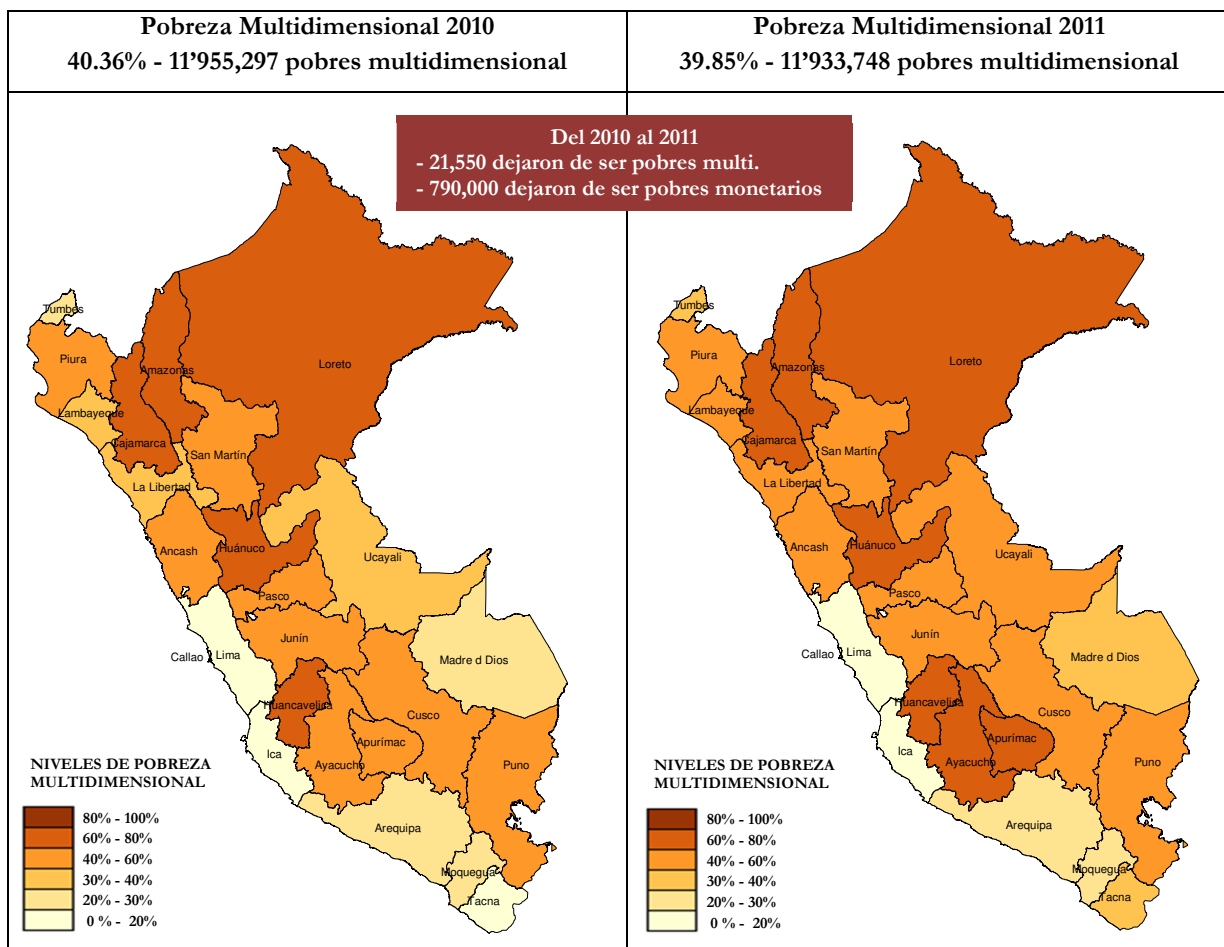 Pobreza Multidimensional 2010
40.36% - 11’955,297 pobres multidimensional
Pobreza Multidimensional 2011
39.85% - 11’933,748 pobres multidimensional
Del 2010 al 2011
- 21,550 dejaron de ser pobres multi.
- 790,000 dejaron de ser pobres monetarios
Tumbes
Piura
Amazonas
Loreto
Lambayeque
Cajamarca
San Martín
La Libertad
Ancash
Huánuco
Ucayali
Pasco
Junín
Callao
Lima
Madre d Dios
Huancavelica
Cusco
Ica
Apurímac
Ayacucho
Puno
Arequipa
Moquegua
Tacna
NIVELES DE POBREZA
MULTIDIMENSIONAL
80% - 100%
60% - 80%
40% - 60%
30% - 40%
20% - 30%
0 % - 20%
Tumbes
Piura
Amazonas
Loreto
Lambayeque
Cajamarca
San Martín
La Libertad
Ancash
Huánuco
Ucayali
Pasco
Junín
Callao
Lima
Madre d Dios
Huancavelica
Cusco
Ica
Apurímac
Ayacucho
Puno
Arequipa
Moquegua
Tacna
NIVELES DE POBREZA
MULTIDIMENSIONAL
80% - 100%
60% - 80%
40% - 60%
30% - 40%
20% - 30%
0 % - 20%